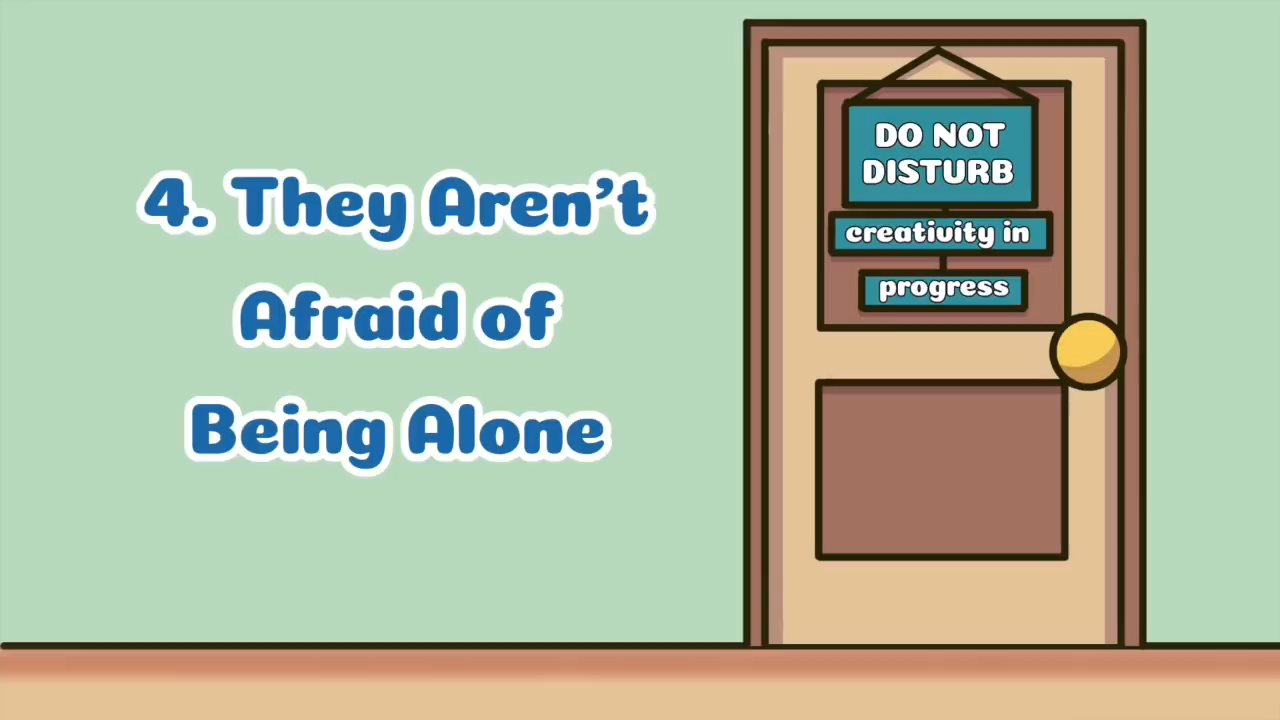 4. They Aren’t
Afraid of
Being Alone
DO NOT
DISTURB
creativity in
progress